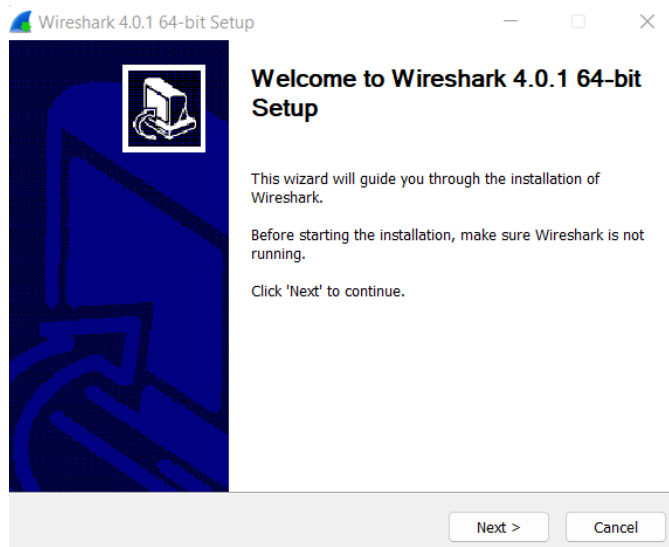 Wireshark 4.0.1 64-bit Setup
Welcome to Wireshark 4.0.1 64-bit
Setup
This wizard will guide you through the installation of
Wireshark.
Before starting the installation, make sure Wireshark is not
running.
Click 'Next' to continue.
Next >
Cancel